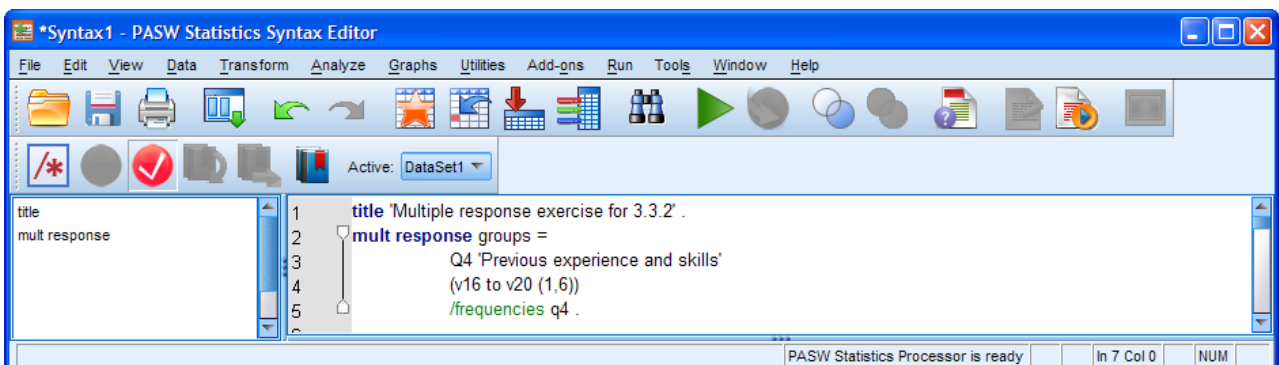 *Syntax1 - PASW Statistics Syntax Editor
File Edit View Data Transform Analyze Graphs Utilities Add-ons Run Tools Window Help
Active: DataSet1
title
mult response
1 title 'Multiple response exercise for 3.3.2' .
2 mult response groups =
3 Q4 'Previous experience and skills'
4 (v16 to v20 (1,6))
5 /frequencies q4 .
PASW Statistics Processor is ready In 7 Col 0 NUM